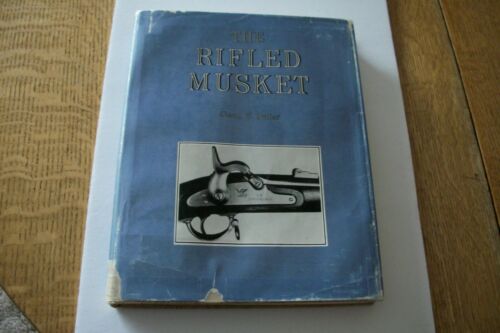 THE
RIFLED
MUSKET
Claud E. Fuller